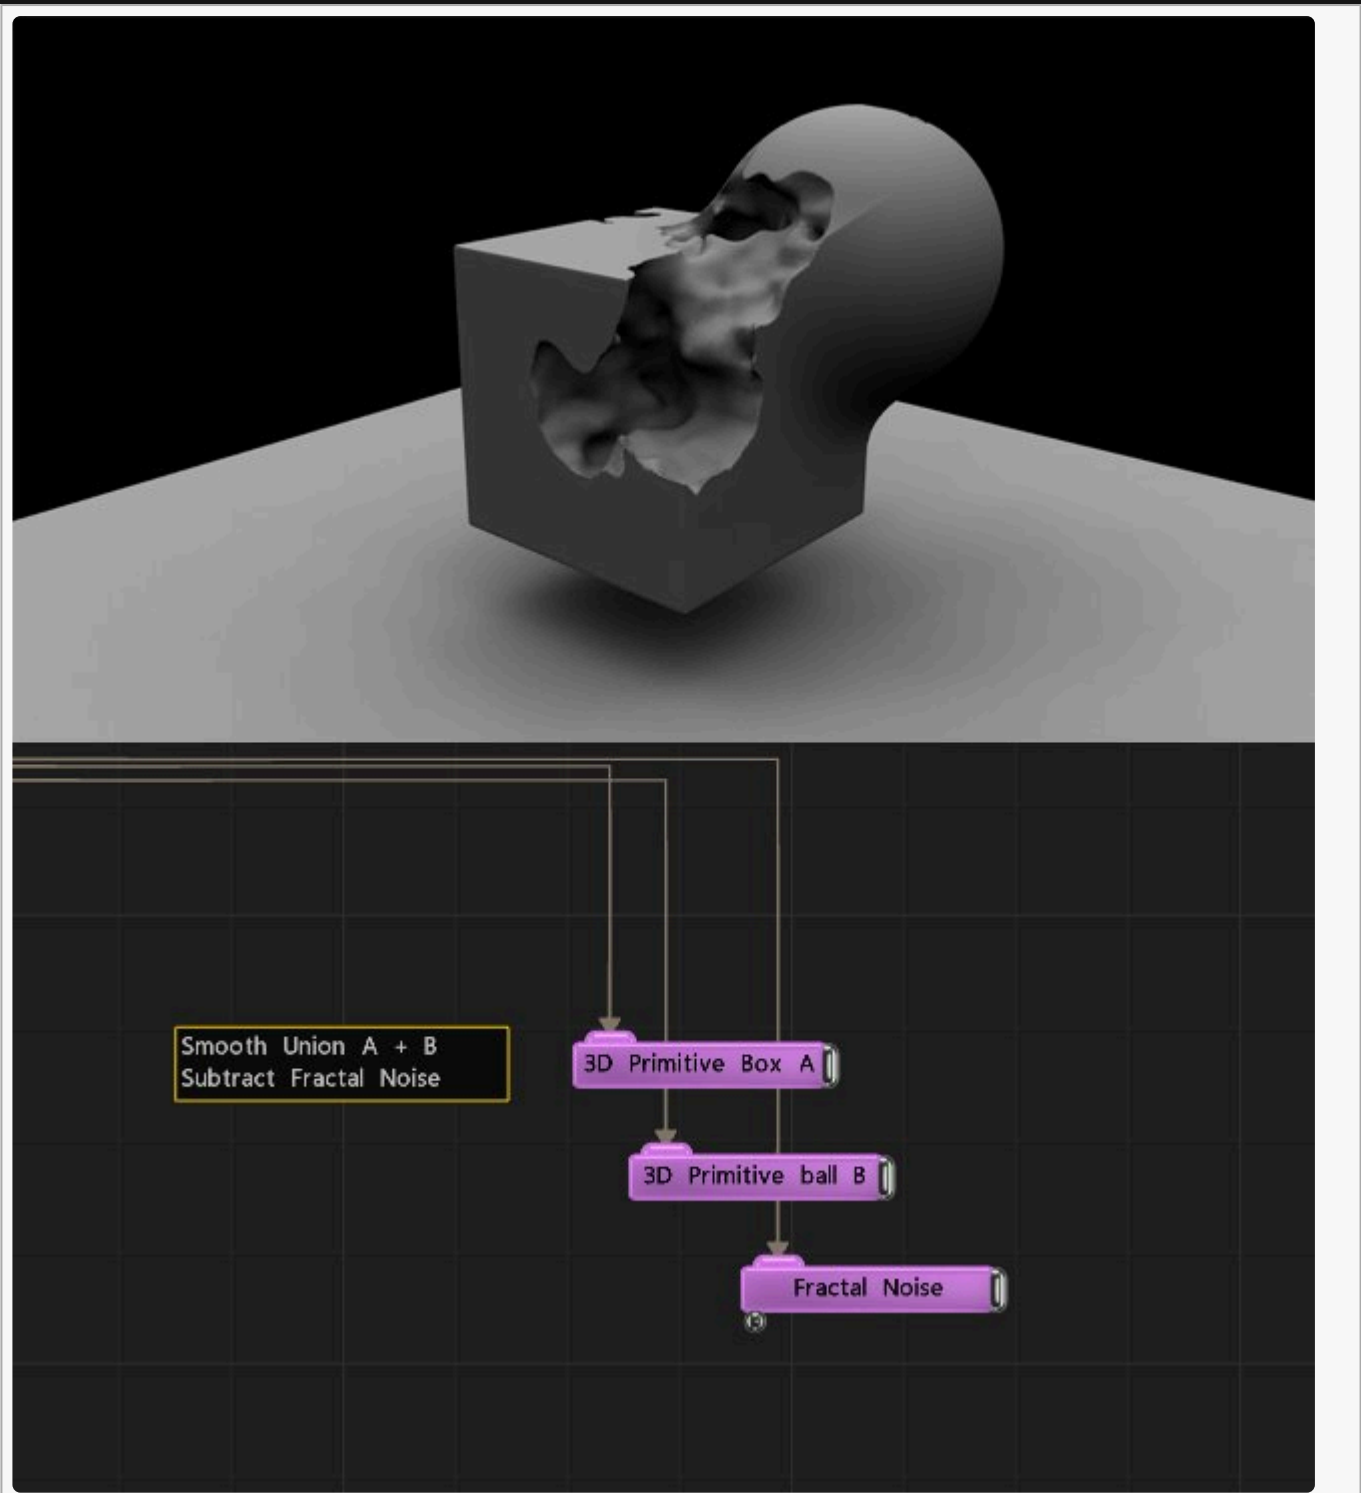 Smooth Union A + B
Subtract Fractal Noise
3D Primitive Box A
3D Primitive ball B
Fractal Noise